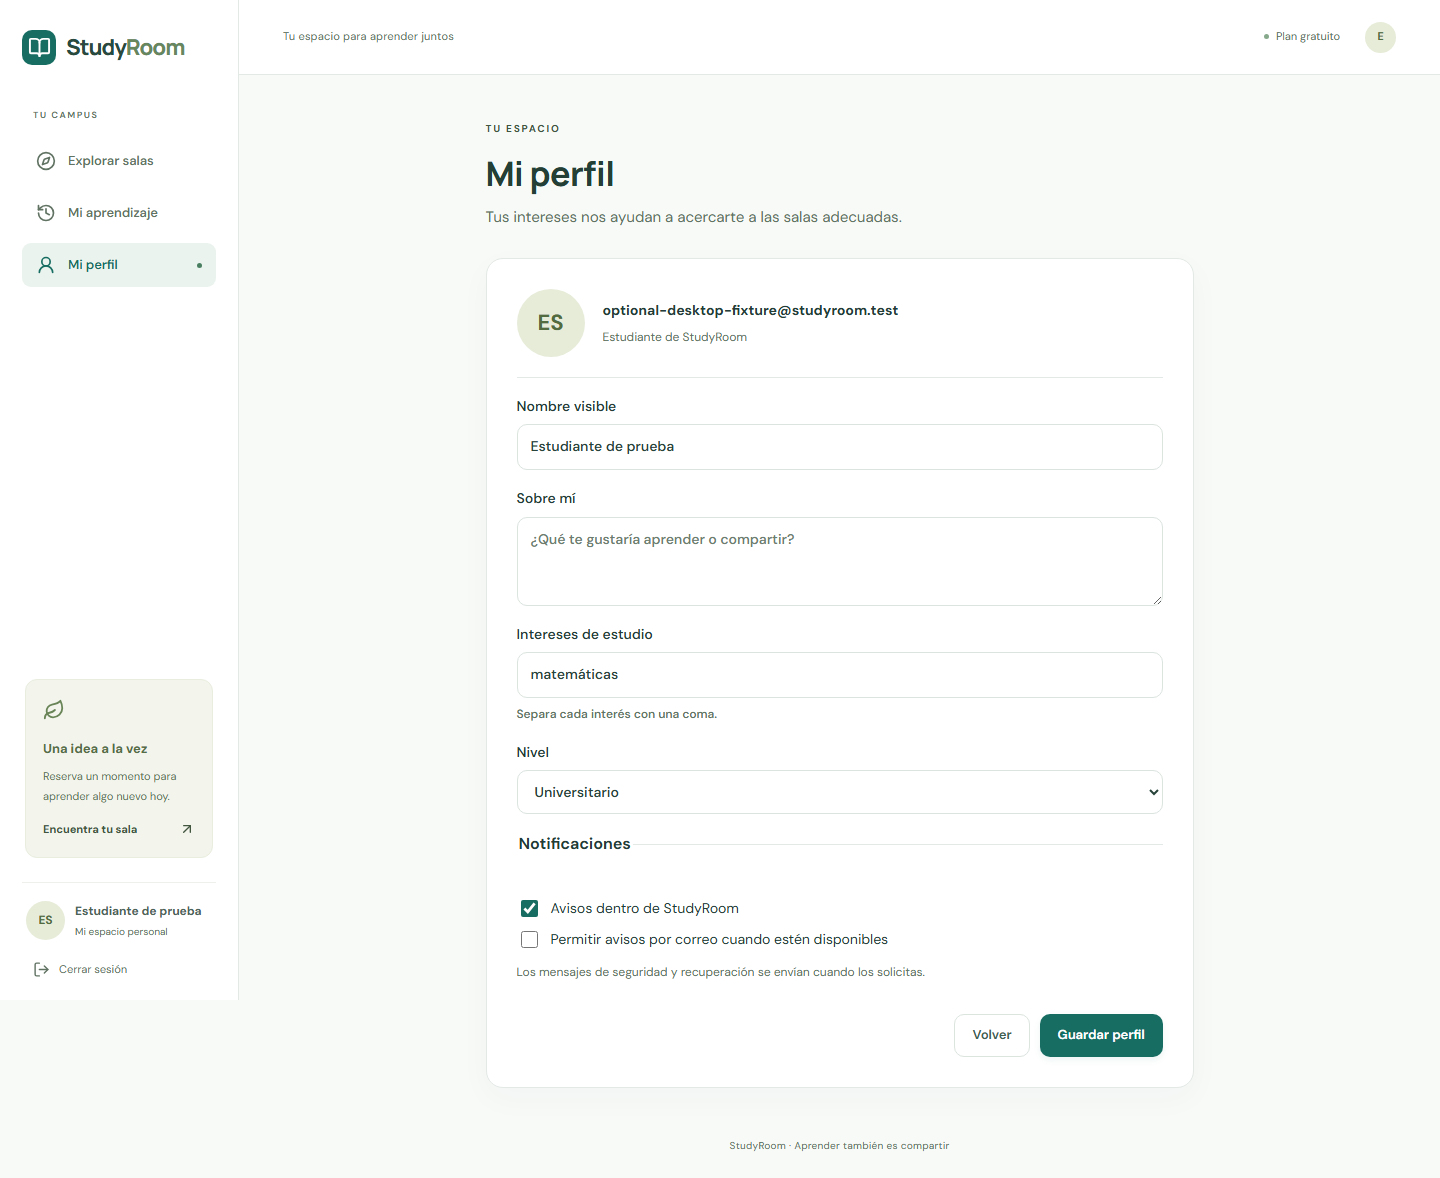 StudyRoom
TU CAMPUS
Explorar salas
Mi aprendizaje
Mi perfil
Una idea a la vez
Reserva un momento para
aprender algo nuevo hoy.
Encuentra tu sala
ES
Estudiante de prueba
Mi espacio personal
Cerrar sesión
Tu espacio para aprender juntos
Plan gratuito
E
TU ESPACIO
Mi perfil
Tus intereses nos ayudan a acercarte a las salas adecuadas.
ES
optional-desktop-fixture@studyroom.test
Estudiante de StudyRoom
Nombre visible
Estudiante de prueba
Sobre mí
¿Qué te gustaría aprender o compartir?
Intereses de estudio
matemáticas
Separa cada interés con una coma.
Nivel
Universitario
Notificaciones
Avisos dentro de StudyRoom
Permitir avisos por correo cuando estén disponibles
Los mensajes de seguridad y recuperación se envían cuando los solicitas.
Volver
Guardar perfil
StudyRoom · Aprender también es compartir